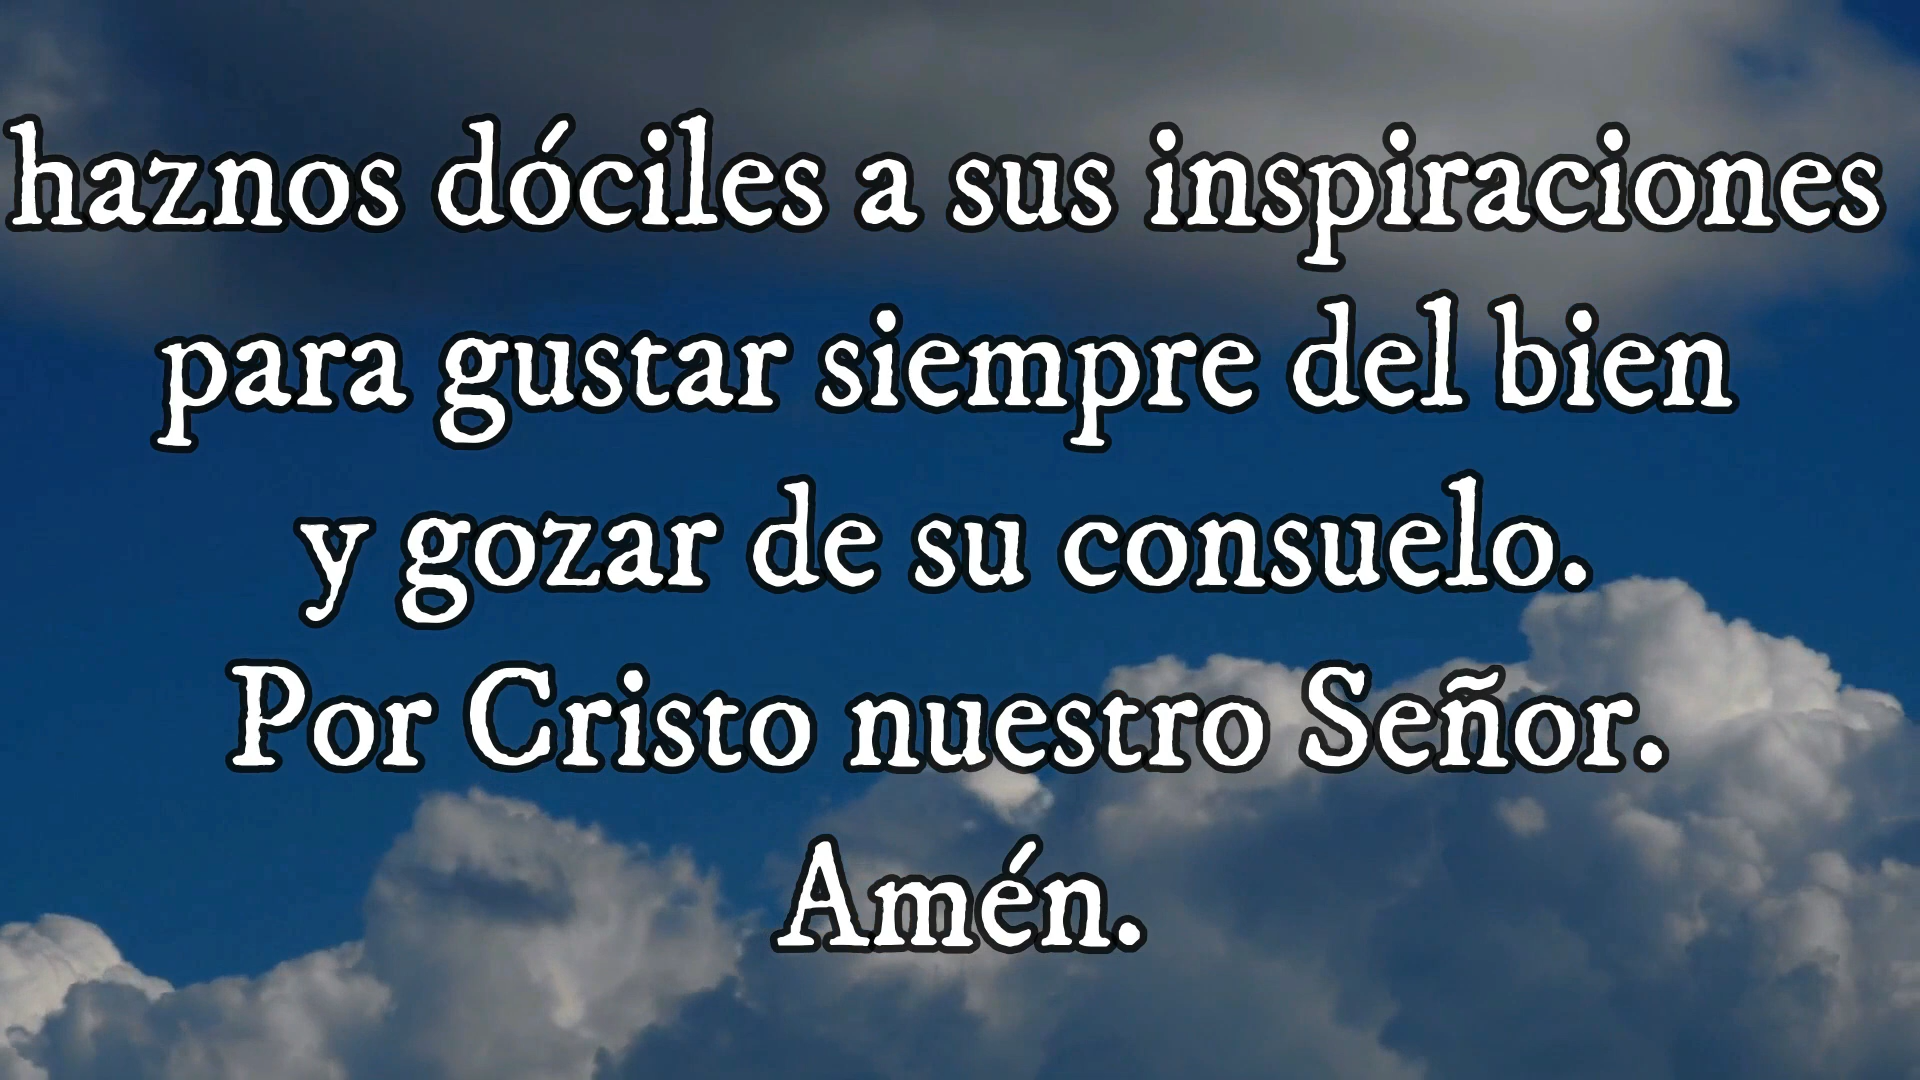 haznos dóciles a sus inspiraciones
para gustar siempre del bien
y gozar de su consuelo.
Por Cristo nuestro Señor.
Amén.